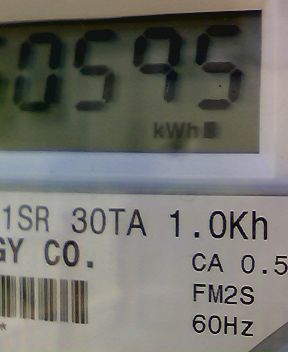 0595
kWh
1SR 30TA 1.0Kh
GY CO.
CA 0.5
FM2S
60Hz